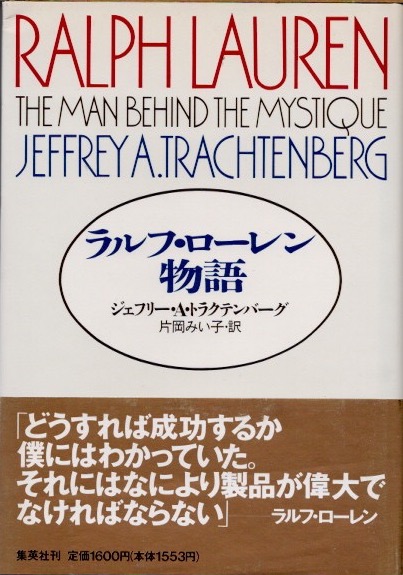 RALPH LAUREN
THE MAN BEHIND THE MYSTIQUE
JEFFREY A.TRACHTENBERG
ラルフ・ローレン
物語
ジェフリー・A・トラクテンバーグ
片岡みい子・訳
「どうすれば成功するか
僕にはわかっていた。
それにはなにより製品が偉大で
なければならない」 ラルフ・ローレン
集英社刊 定価1600円(本体1553円)